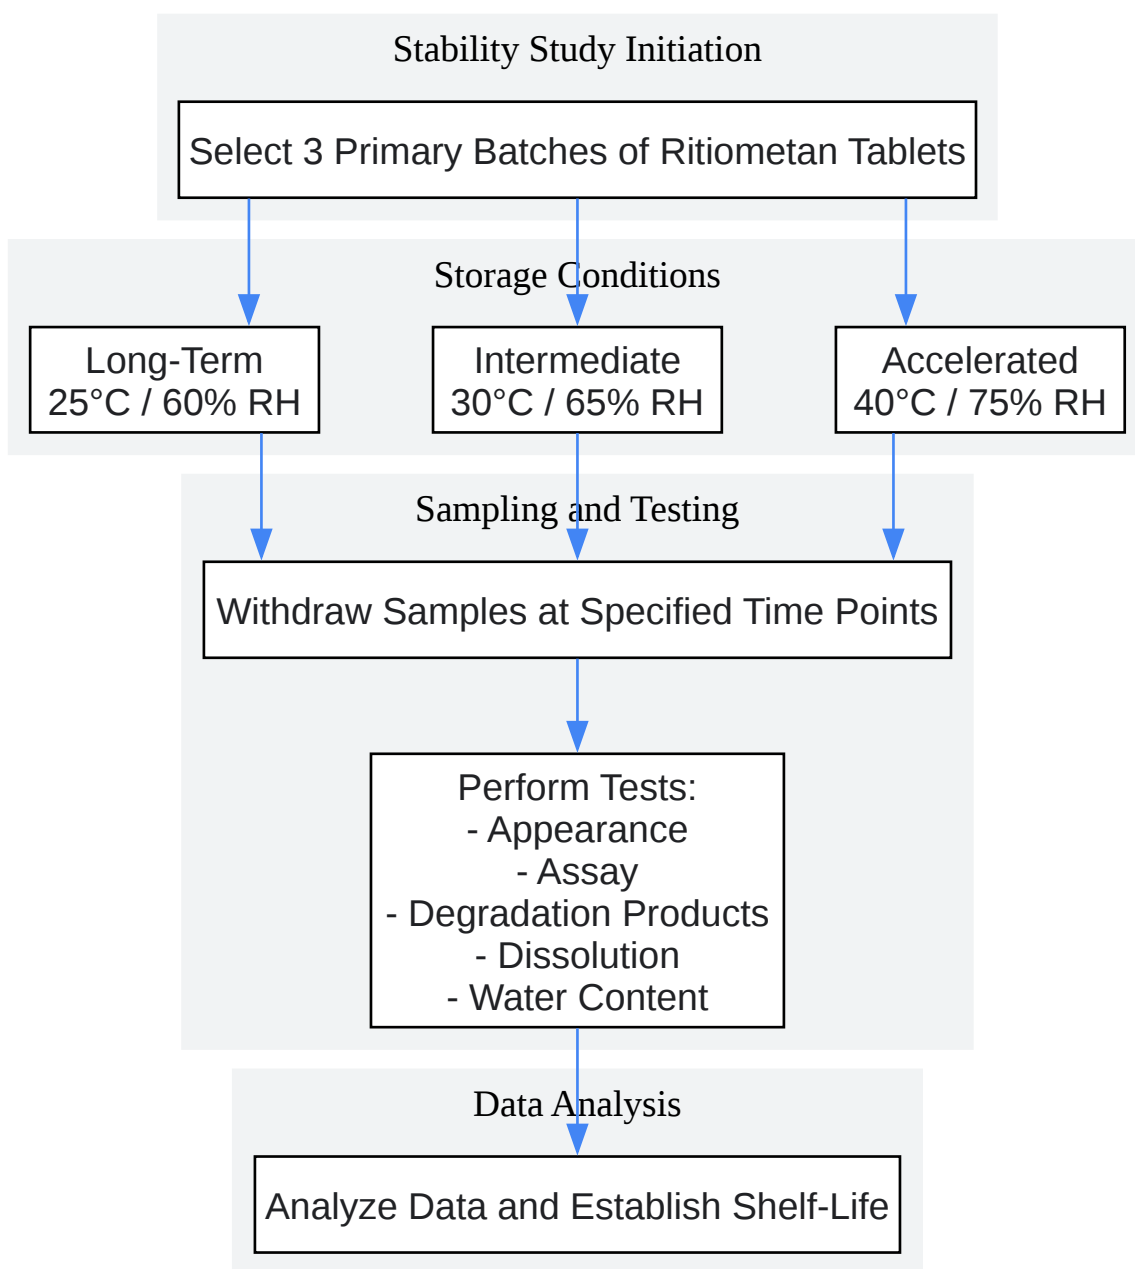 Stability Study Initiation
Select 3 Primary Batches of Ritiometan Tablets
Storage Conditions
Long-Term
25°C / 60% RH
Intermediate
30°C / 65% RH
Accelerated
40°C / 75% RH
Sampling and Testing
Withdraw Samples at Specified Time Points
Perform Tests:
- Appearance
- Assay
- Degradation Products
- Dissolution
- Water Content
Data Analysis
Analyze Data and Establish Shelf-Life